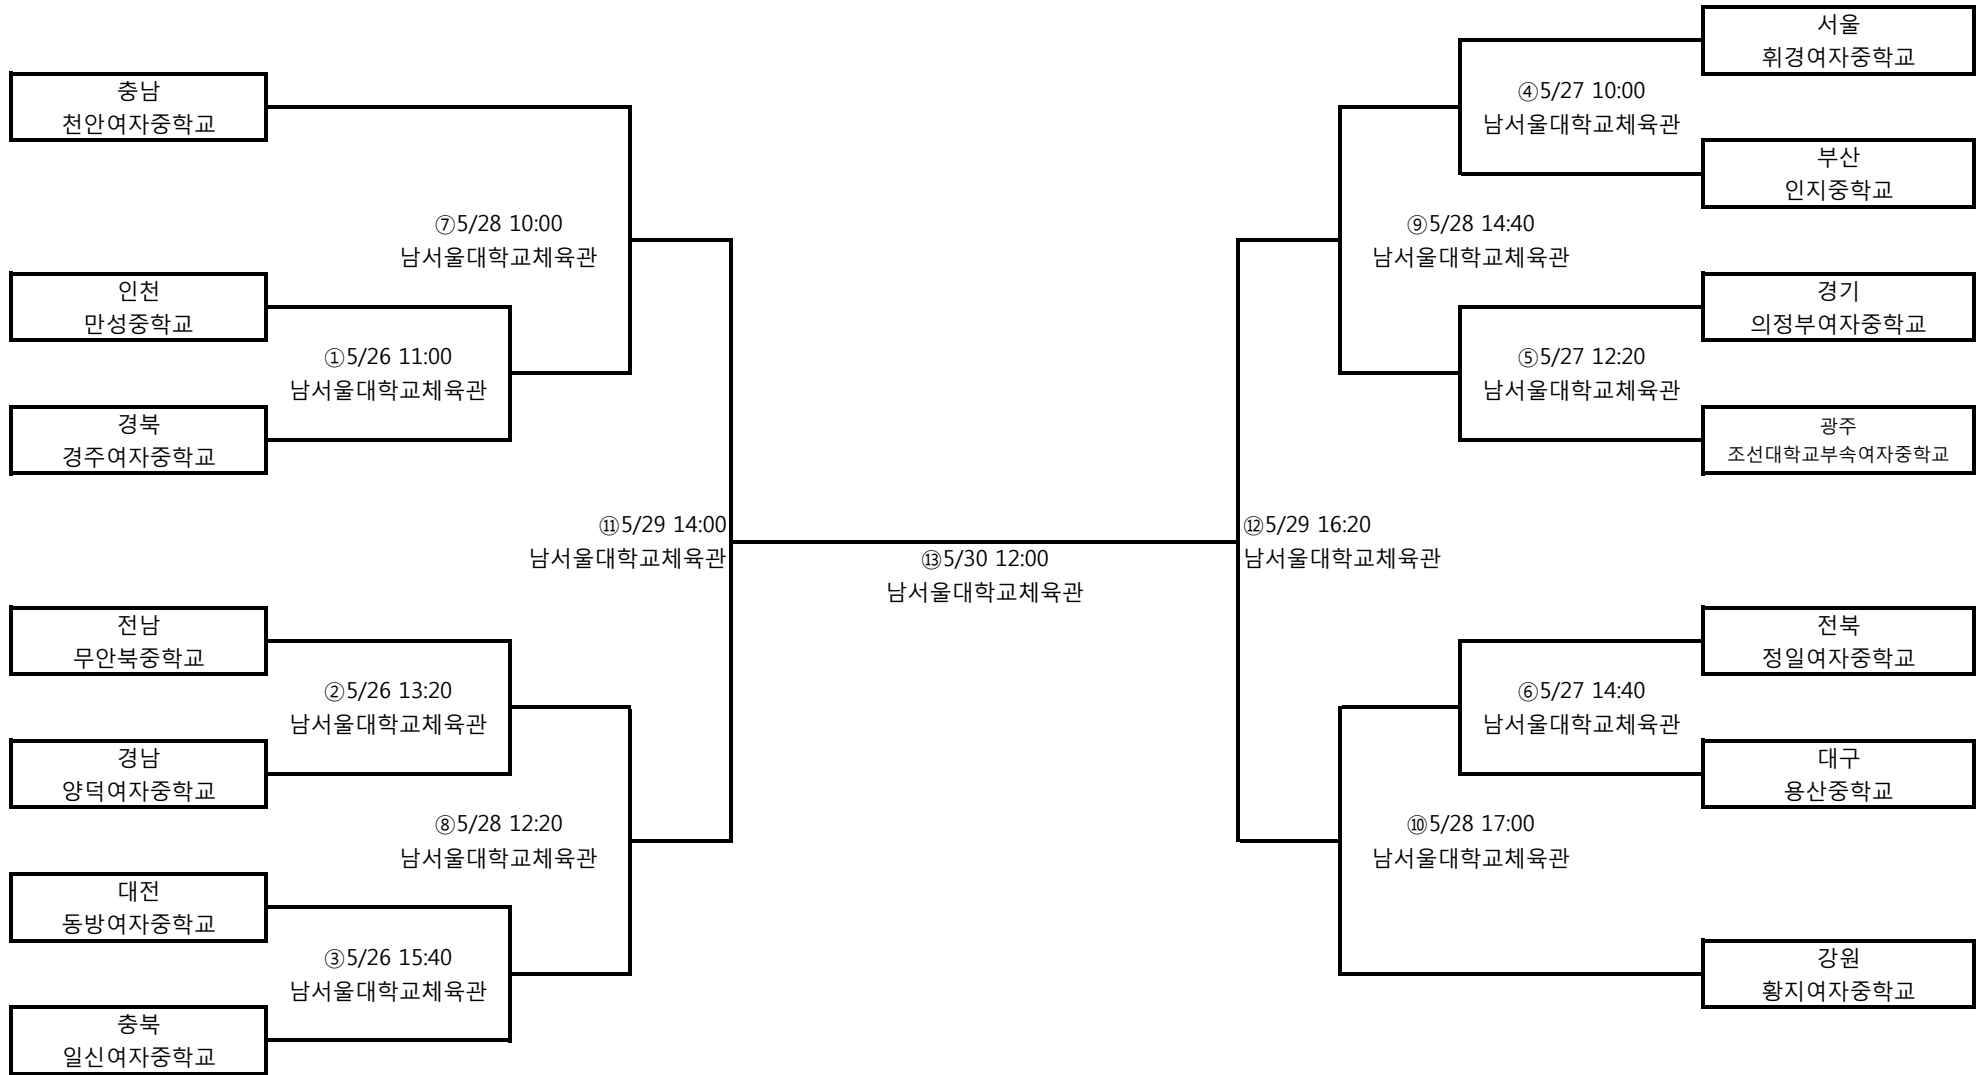 충남
천안여자중학교
⑦5/28 10:00
남서울대학교체육관
인천
만성중학교
①5/26 11:00
남서울대학교체육관
경북
경주여자중학교
⑪5/29 14:00
남서울대학교체육관
전남
무안북중학교
②5/26 13:20
남서울대학교체육관
경남
양덕여자중학교
⑧5/28 12:20
남서울대학교체육관
대전
동방여자중학교
③5/26 15:40
남서울대학교체육관
충북
일신여자중학교
⑬5/30 12:00
남서울대학교체육관
서울
휘경여자중학교
④5/27 10:00
남서울대학교체육관
부산
인지중학교
⑨5/28 14:40
남서울대학교체육관
경기
의정부여자중학교
⑤5/27 12:20
남서울대학교체육관
광주
조선대학교부속여자중학교
⑫5/29 16:20
남서울대학교체육관
전북
정일여자중학교
⑥5/27 14:40
남서울대학교체육관
대구
용산중학교
⑩5/28 17:00
남서울대학교체육관
강원
황지여자중학교